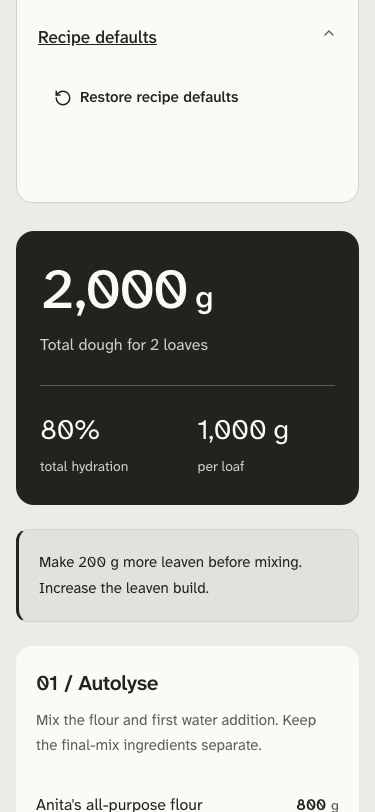 Recipe defaults
Restore recipe defaults
2,000 g
Total dough for 2 loaves
80% 1,000 g
total hydration per loaf
Make 200 g more leaven before mixing.
Increase the leaven build.
01 / Autolyse
Mix the flour and first water addition. Keep
the final-mix ingredients separate.
Anita's all-purpose flour 800 g